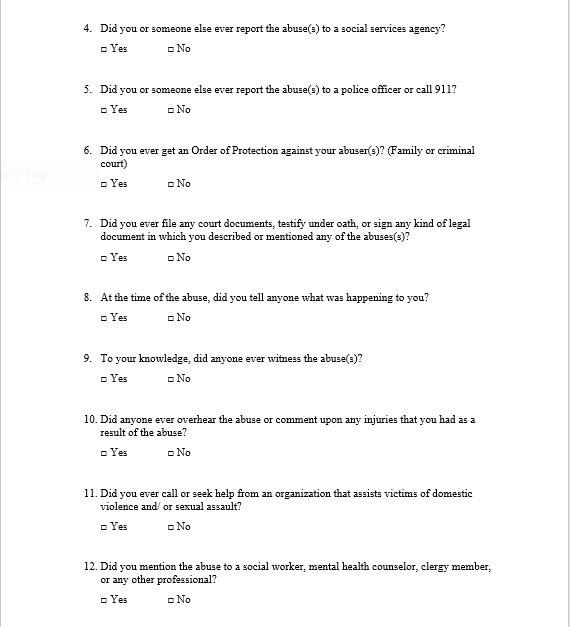 4. Did you or someone else ever report the abuse(s) to a social services agency?
□ Yes □ No
5. Did you or someone else ever report the abuse(s) to a police officer or call 911?
□ Yes □ No
6. Did you ever get an Order of Protection against your abuser(s)? (Family or criminal
court)
□ Yes □ No
7. Did you ever file any court documents, testify under oath, or sign any kind of legal
document in which you described or mentioned any of the abuses(s)?
□ Yes □ No
8. At the time of the abuse, did you tell anyone what was happening to you?
□ Yes □ No
9. To your knowledge, did anyone ever witness the abuse(s)?
□ Yes □ No
10. Did anyone ever overhear the abuse or comment upon any injuries that you had as a
result of the abuse?
□ Yes □ No
11. Did you ever call or seek help from an organization that assists victims of domestic
violence and/ or sexual assault?
□ Yes □ No
12. Did you mention the abuse to a social worker, mental health counselor, clergy member,
or any other professional?
□ Yes □ No